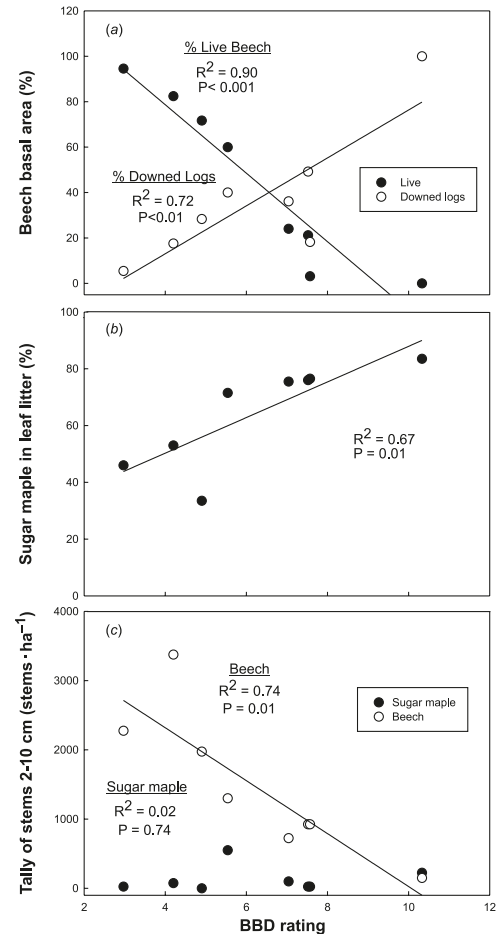 (a)
% Live Beech
R² = 0.90
P< 0.001
% Downed Logs
R² = 0.72
P<0.01
Live
Downed logs
Beech basal area (%)
120
100
80
60
40
20
0
(b)
R² = 0.67
P = 0.01
Sugar maple in leaf litter (%)
100
80
60
40
20
0
(c)
Beech
R² = 0.74
P = 0.01
Sugar maple
R² = 0.02
P = 0.74
Sugar maple
Beech
Tally of stems 2-10 cm (stems·ha⁻¹)
4000
3000
2000
1000
0
2 4 6 8 10 12
BBD rating